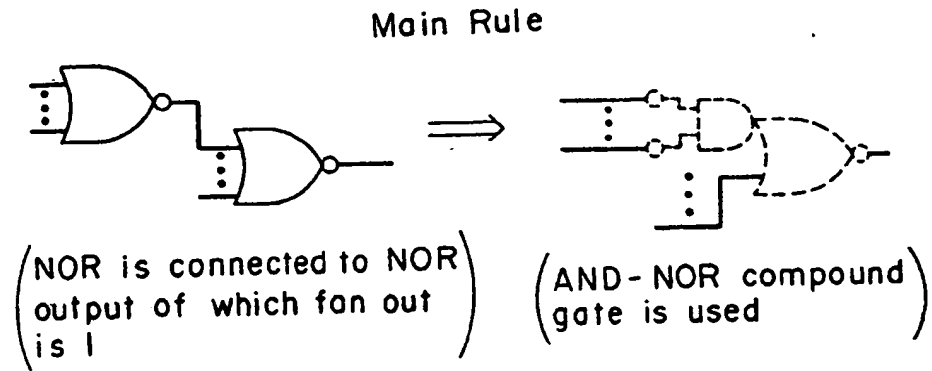 Main Rule
NOR is connected to NOR
output of which fan out
is 1
AND-NOR compound
gate is used